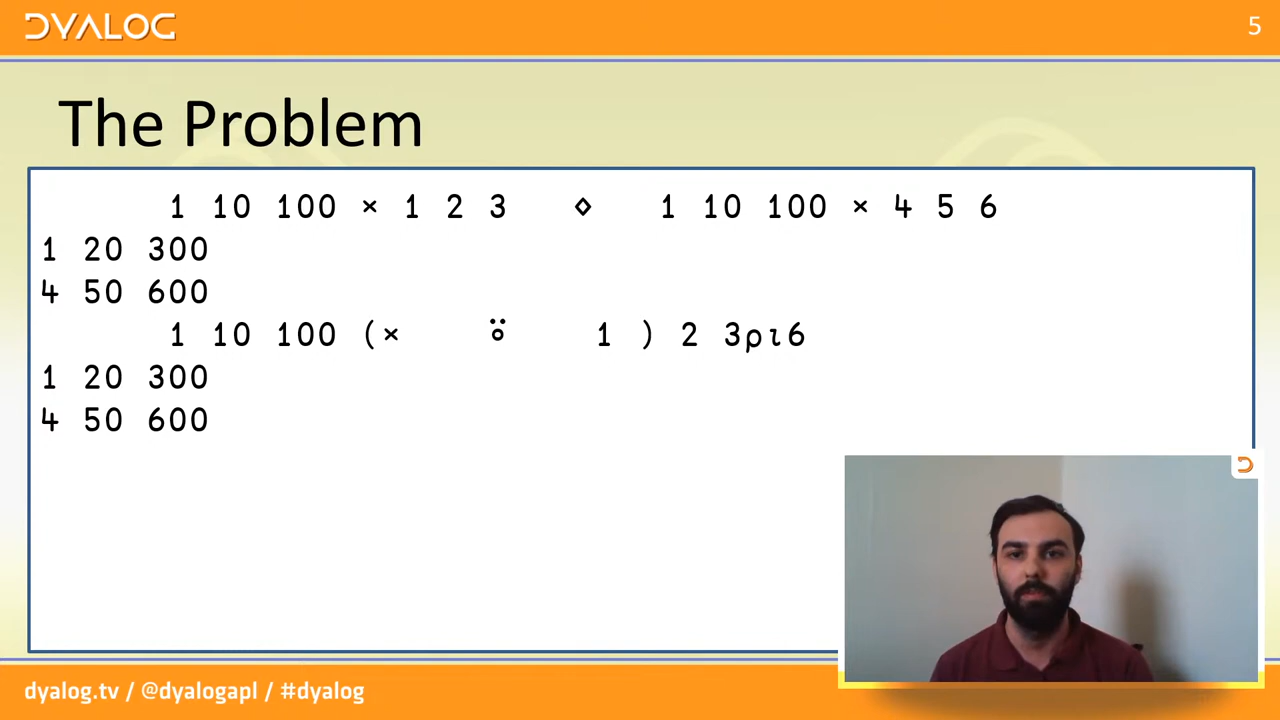 DYALOG
5
The Problem
1 10 100 × 1 2 3 ⋄ 1 10 100 × 4 5 6
1 20 300
4 50 600
1 10 100 (× ⍤ 1 ) 2 3⍴⍳6
1 20 300
4 50 600
dyalog.tv / @dyalogapl / #dyalog